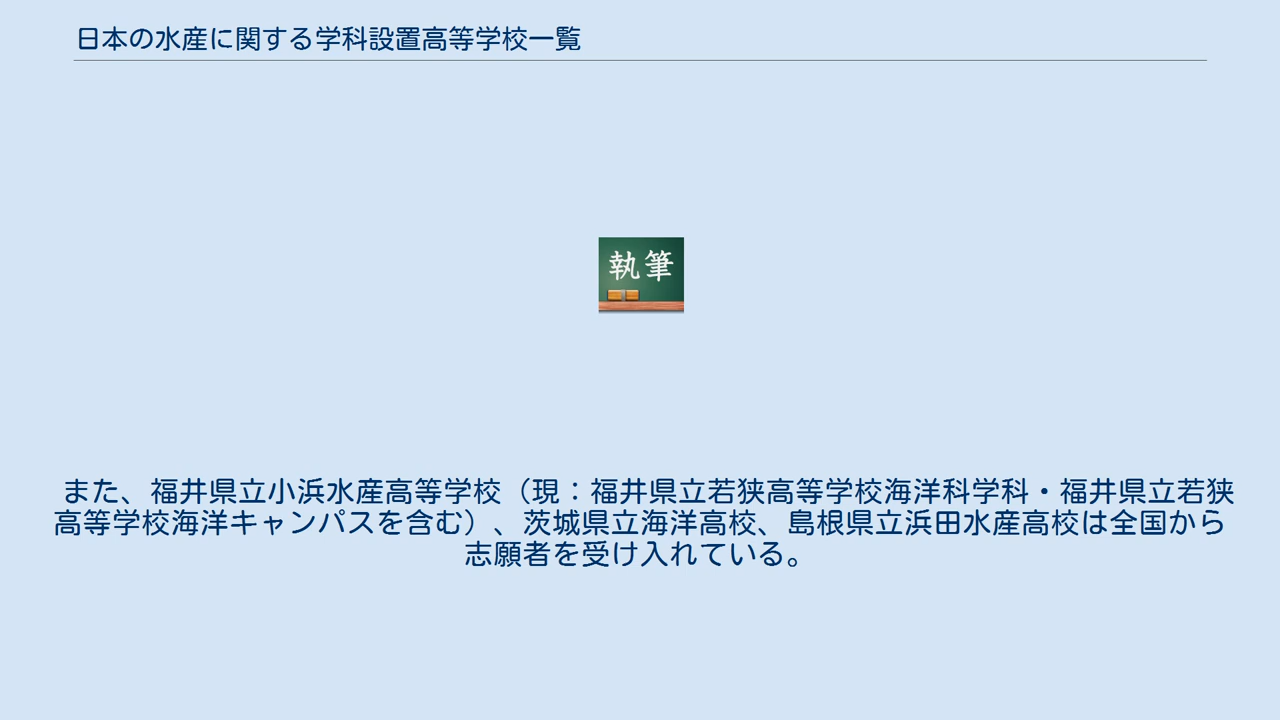 日本の水産に関する学科設置高等学校一覧
執筆
また、福井県立小浜水産高等学校（現：福井県立若狭高等学校海洋科学科・福井県立若狭
高等学校海洋キャンパスを含む）、茨城県立海洋高校、島根県立浜田水産高校は全国から
志願者を受け入れている。